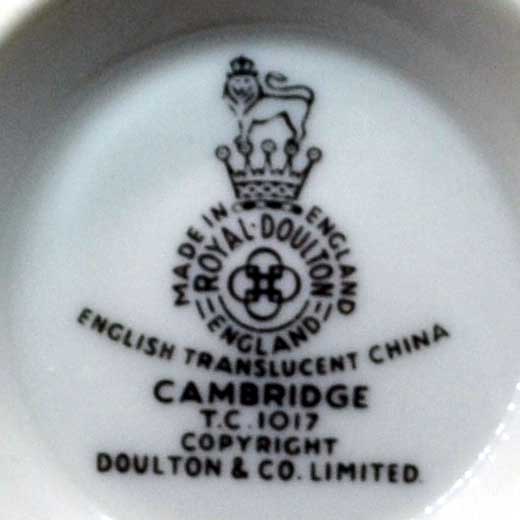 MADE IN ENGLAND
ROYAL·DOULTON
ENGLAND
ENGLISH TRANSLUCENT CHINA
CAMBRIDGE
T.C. 1017
COPYRIGHT
DOULTON & CO. LIMITED.